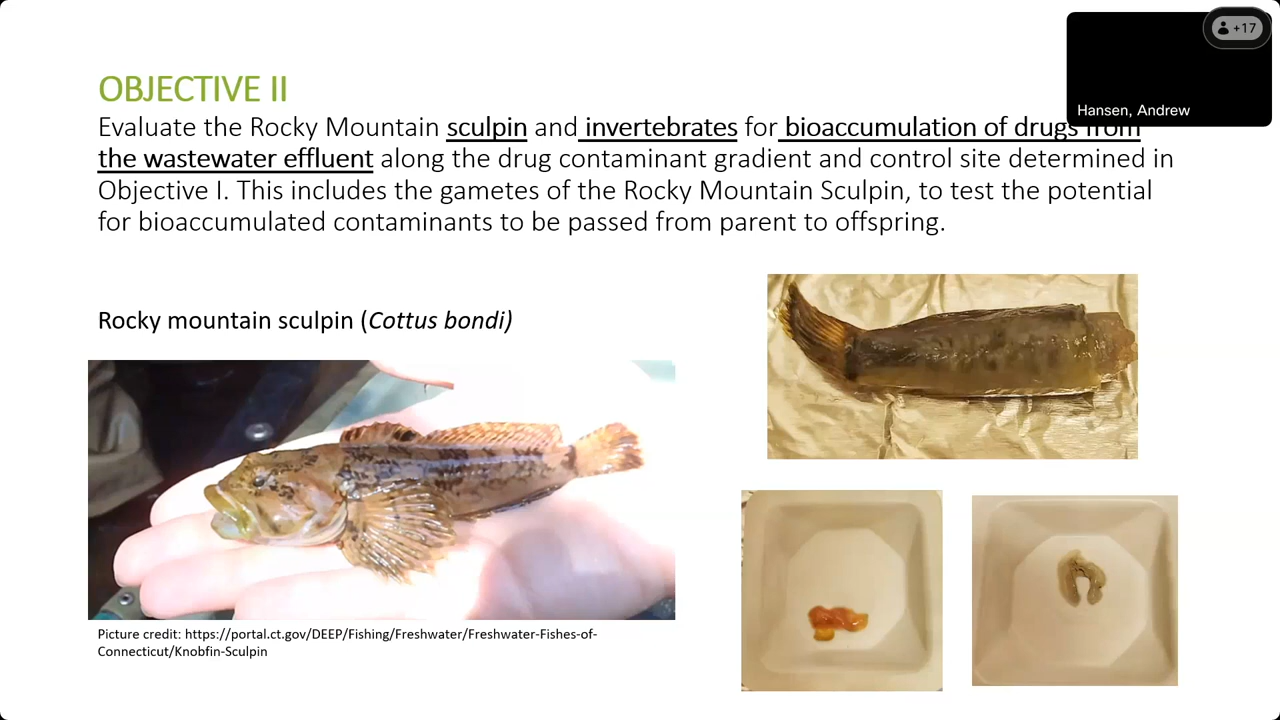 +17
Hansen, Andrew
OBJECTIVE II
Evaluate the Rocky Mountain sculpin and invertebrates for bioaccumulation of drugs from
the wastewater effluent along the drug contaminant gradient and control site determined in
Objective I. This includes the gametes of the Rocky Mountain Sculpin, to test the potential
for bioaccumulated contaminants to be passed from parent to offspring.
Rocky mountain sculpin (Cottus bondi)
Picture credit: https://portal.ct.gov/DEEP/Fishing/Freshwater/Freshwater-Fishes-of-
Connecticut/Knobfin-Sculpin